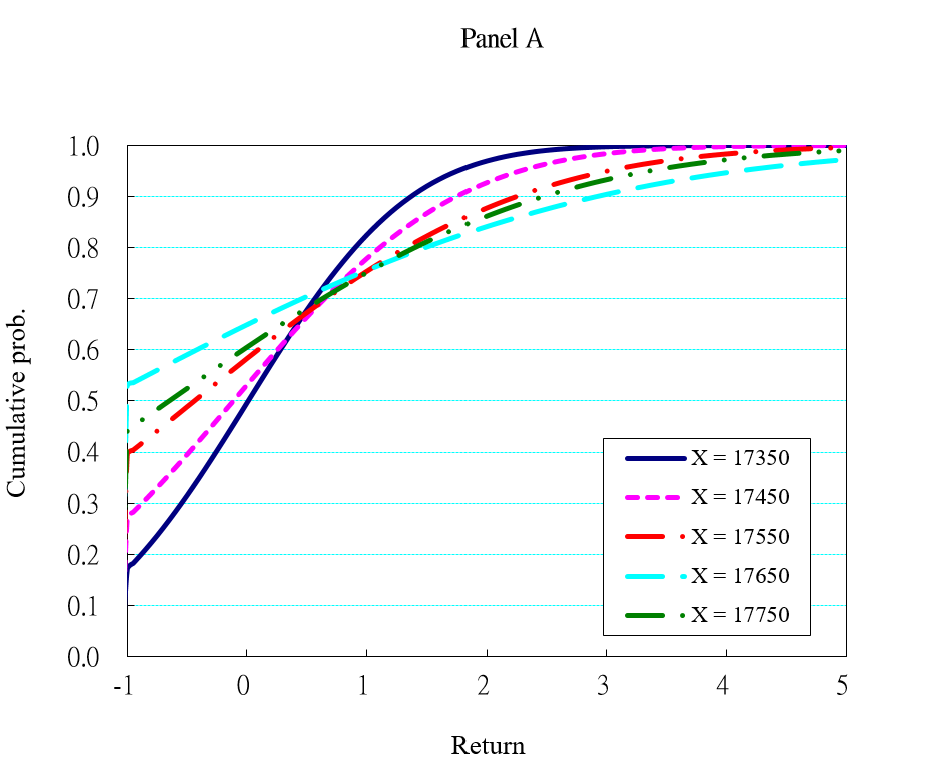 Panel A
1.0
0.9
0.8
0.7
0.6
0.5
0.4
0.3
0.2
0.1
0.0
Cumulative prob.
-1 0 1 2 3 4 5
Return
X = 17350
X = 17450
X = 17550
X = 17650
X = 17750